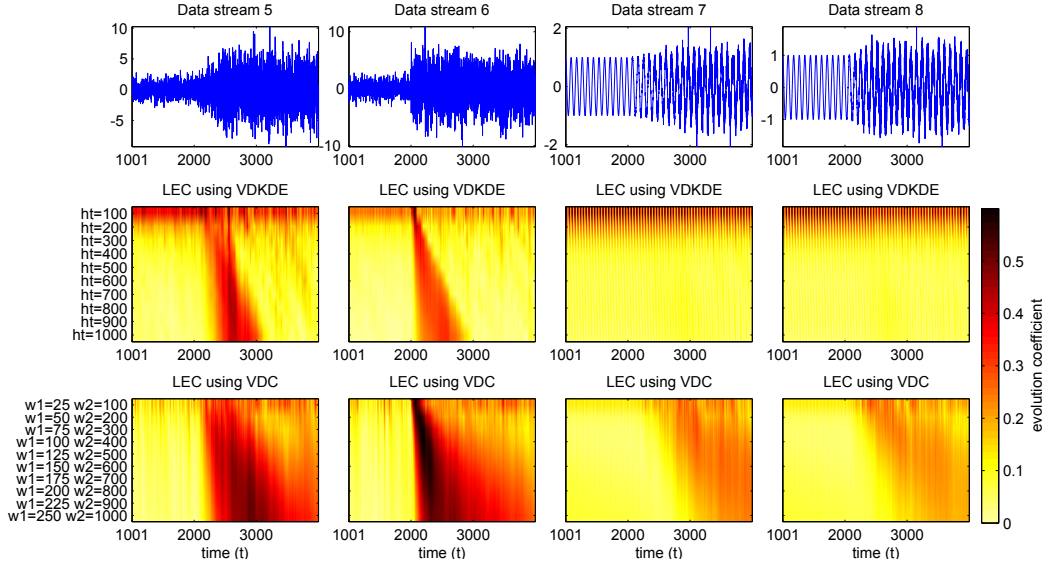 Data stream 5 Data stream 6 Data stream 7 Data stream 8
10 5 0 -5
10 0 -10
2 0 -2
1 0 -1
1001 2000 3000 1001 2000 3000 1001 2000 3000 1001 2000 3000
LEC using VDKDE LEC using VDKDE LEC using VDKDE LEC using VDKDE
ht=100
ht=200
ht=300
ht=400
ht=500
ht=600
ht=700
ht=800
ht=900
ht=1000
1001 2000 3000 1001 2000 3000 1001 2000 3000 1001 2000 3000
LEC using VDC LEC using VDC LEC using VDC LEC using VDC
w1=25 w2=100
w1=50 w2=200
w1=75 w2=300
w1=100 w2=400
w1=125 w2=500
w1=150 w2=600
w1=175 w2=700
w1=200 w2=800
w1=225 w2=900
w1=250 w2=1000
1001 2000 3000 1001 2000 3000 1001 2000 3000 1001 2000 3000
time (t) time (t) time (t) time (t)
0.5
0.4
0.3
0.2
0.1
0
evolution coefficient